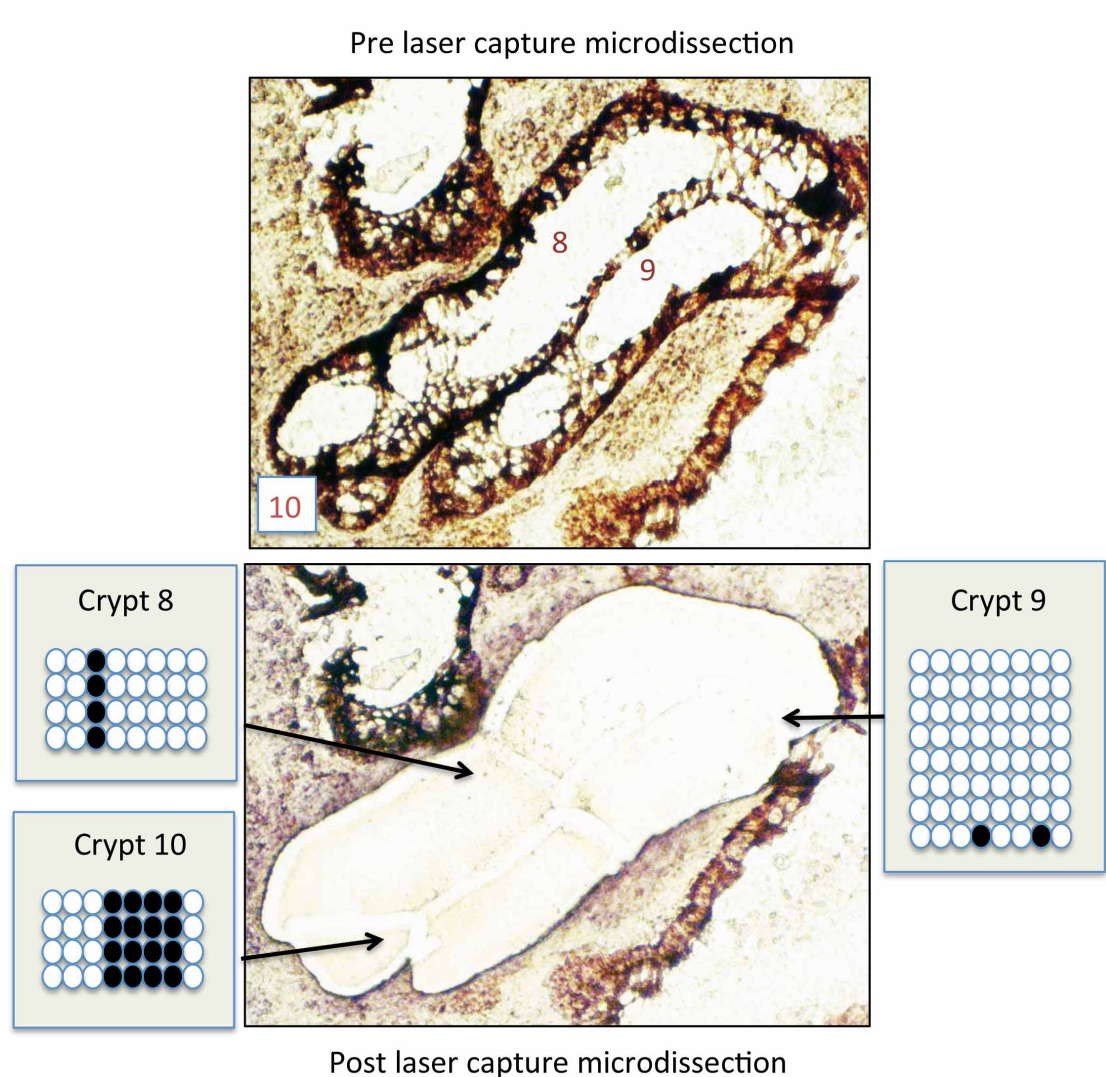 Pre laser capture microdissection
8
9
10
Crypt 8
Crypt 9
Crypt 10
Post laser capture microdissection